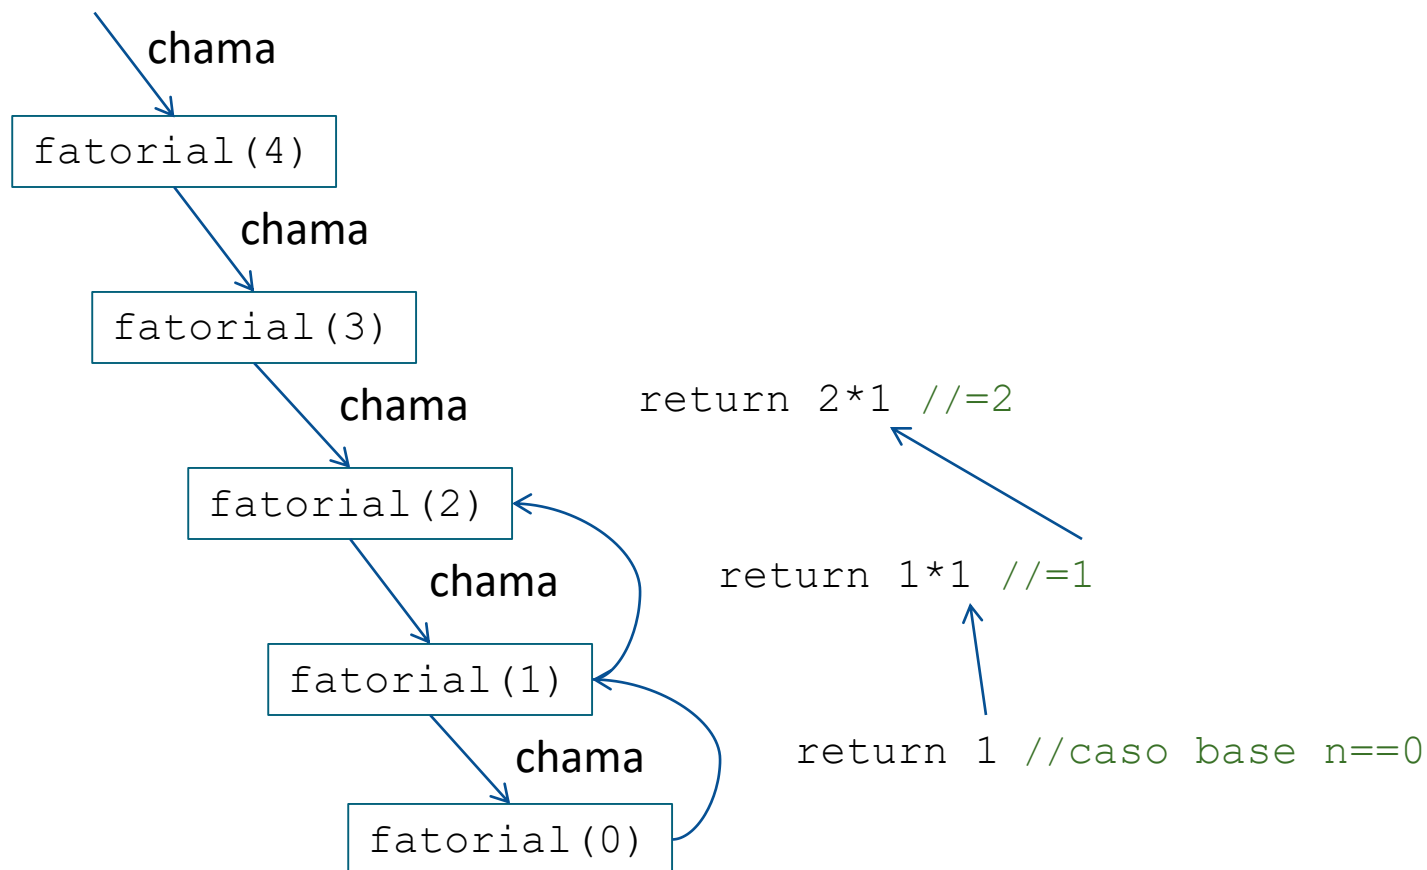 chama
fatorial(4)
chama
fatorial(3)
chama
return 2*1 //=2
fatorial(2)
chama
return 1*1 //=1
fatorial(1)
chama
return 1 //caso base n==0
fatorial(0)